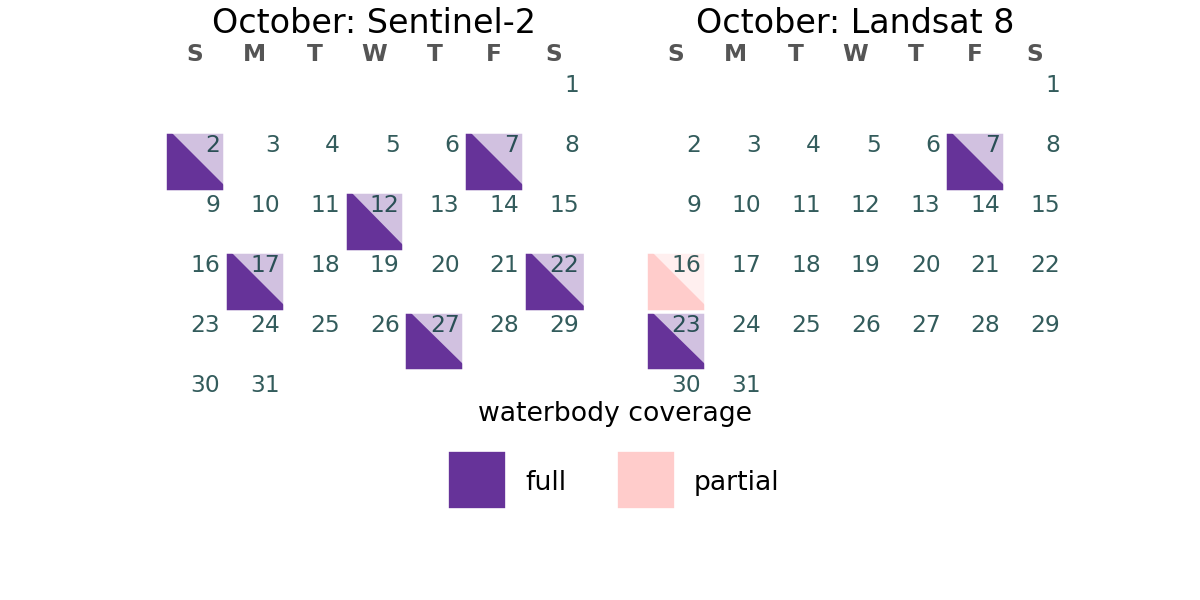 October: Sentinel-2
S M T W T F S
1
2 3 4 5 6 7 8
9 10 11 12 13 14 15
16 17 18 19 20 21 22
23 24 25 26 27 28 29
30 31
October: Landsat 8
S M T W T F S
1
2 3 4 5 6 7 8
9 10 11 12 13 14 15
16 17 18 19 20 21 22
23 24 25 26 27 28 29
30 31
waterbody coverage
full
partial